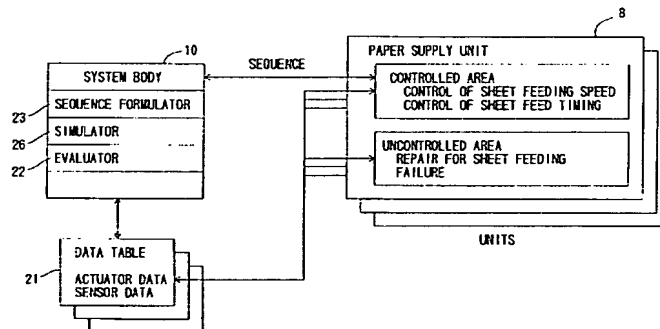 10
SYSTEM BODY
23
SEQUENCE FORMULATOR
26
SIMULATOR
22
EVALUATOR
SEQUENCE
8
PAPER SUPPLY UNIT
CONTROLLED AREA
CONTROL OF SHEET FEEDING SPEED
CONTROL OF SHEET FEED TIMING
UNCONTROLLED AREA
REPAIR FOR SHEET FEEDING
FAILURE
UNITS
21
DATA TABLE
ACTUATOR DATA
SENSOR DATA